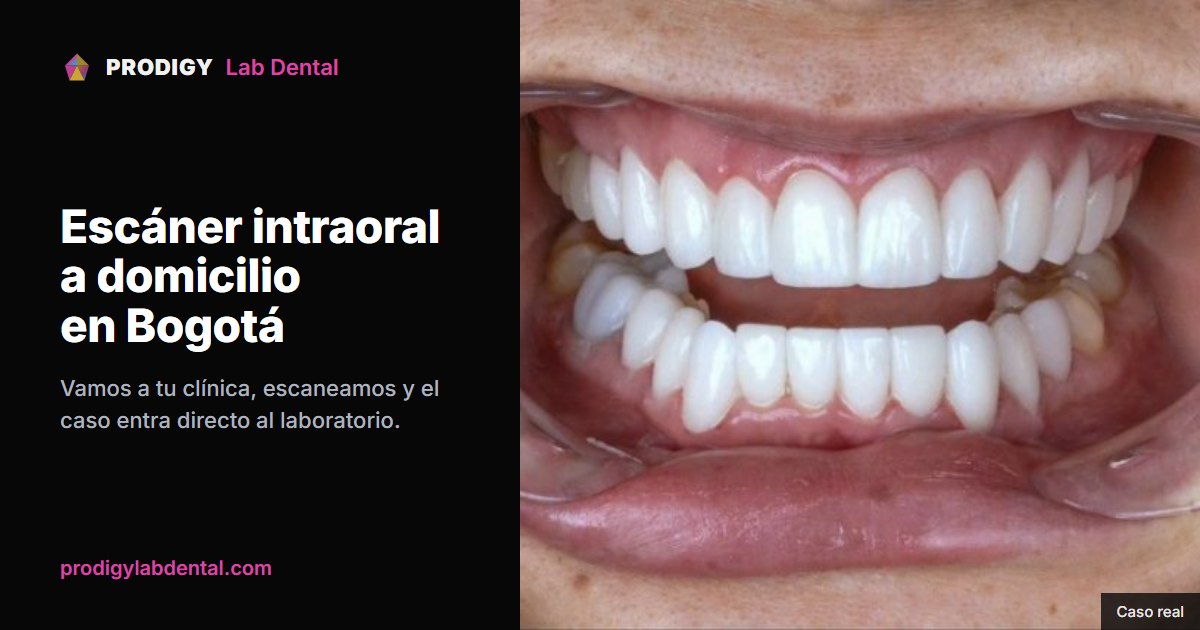 PRODIGY Lab Dental
Escáner intraoral
a domicilio
en Bogotá
Vamos a tu clínica, escaneamos y el
caso entra directo al laboratorio.
prodigylabdental.com
Caso real